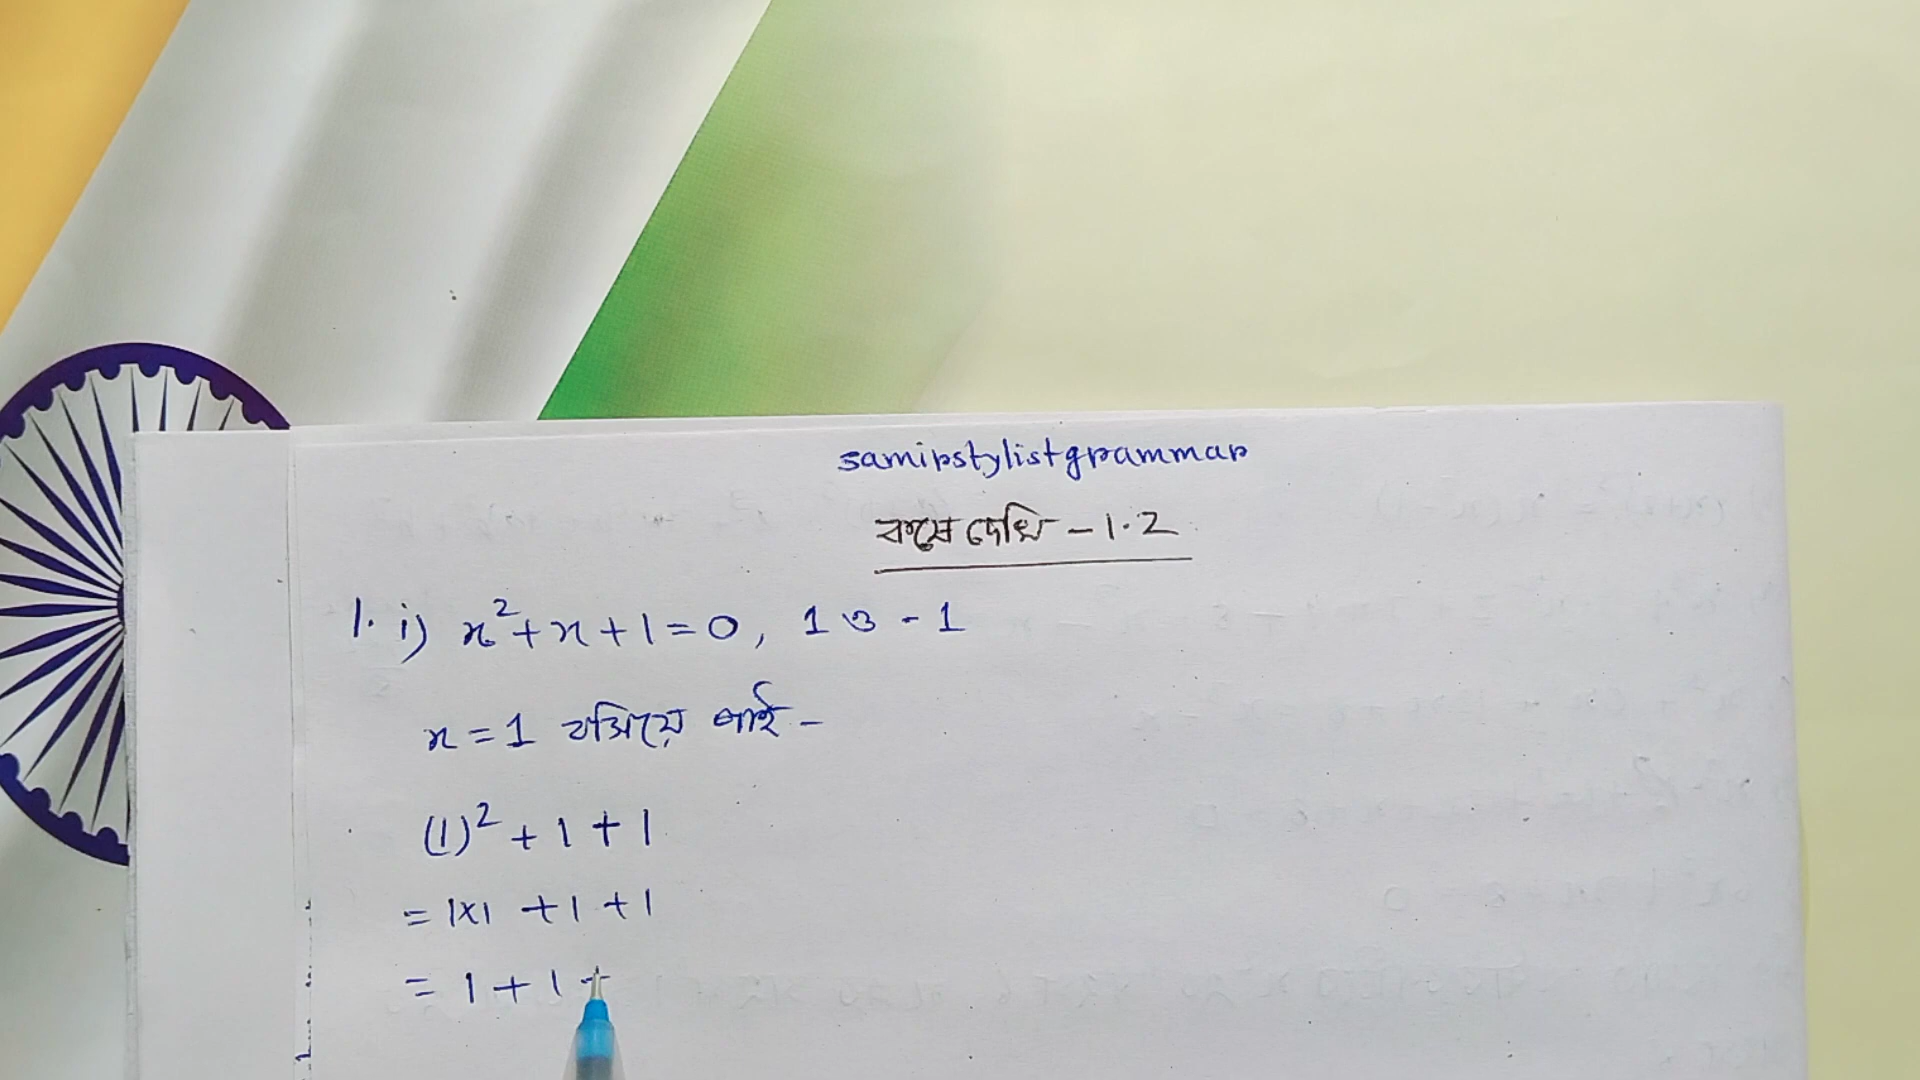 samirstylistgrammar
কষে দেখি - 1.2
1. i) x²+x+1=0, 1 ও -1
x=1 বসিয়ে পাই -
(1)² + 1 + 1
= 1×1 +1 +1
= 1 + 1 +